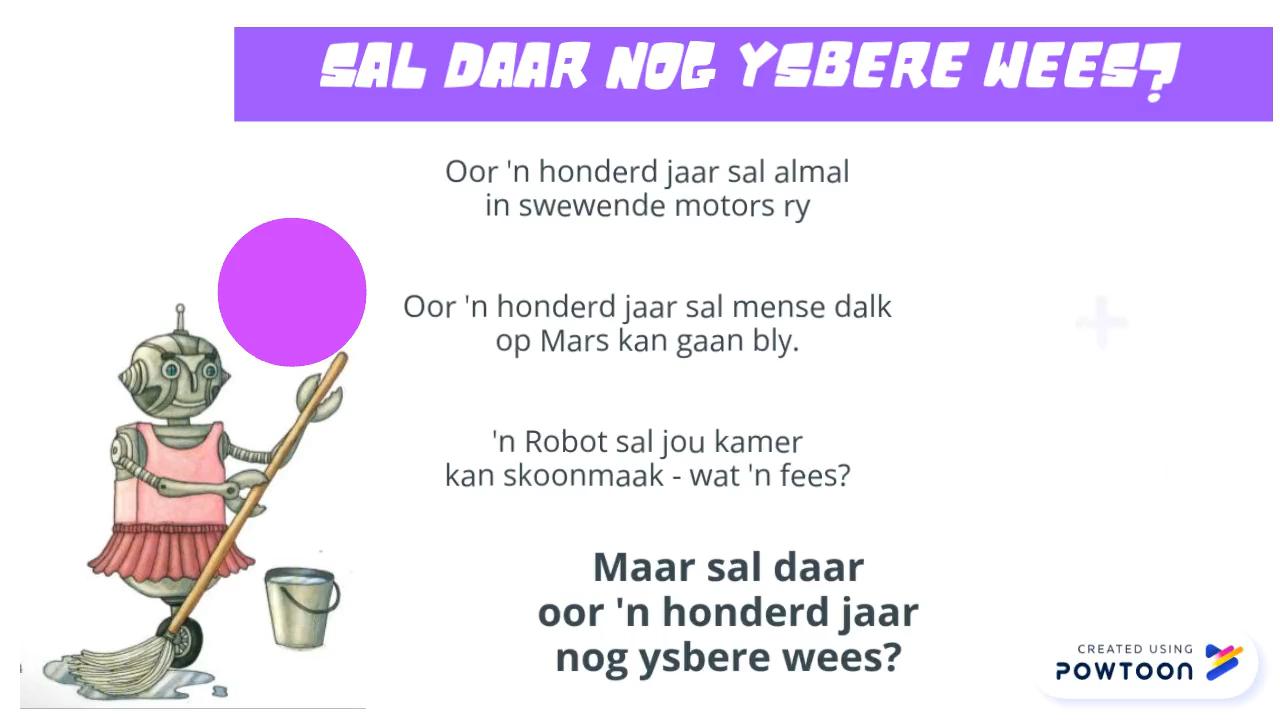 SAL DAAR NOG YSBERE WEES?
Oor 'n honderd jaar sal almal
in swewende motors ry
Oor 'n honderd jaar sal mense dalk
op Mars kan gaan bly.
'n Robot sal jou kamer
kan skoonmaak - wat 'n fees?
Maar sal daar
oor 'n honderd jaar
nog ysbere wees?
CREATED USING
POWTOON